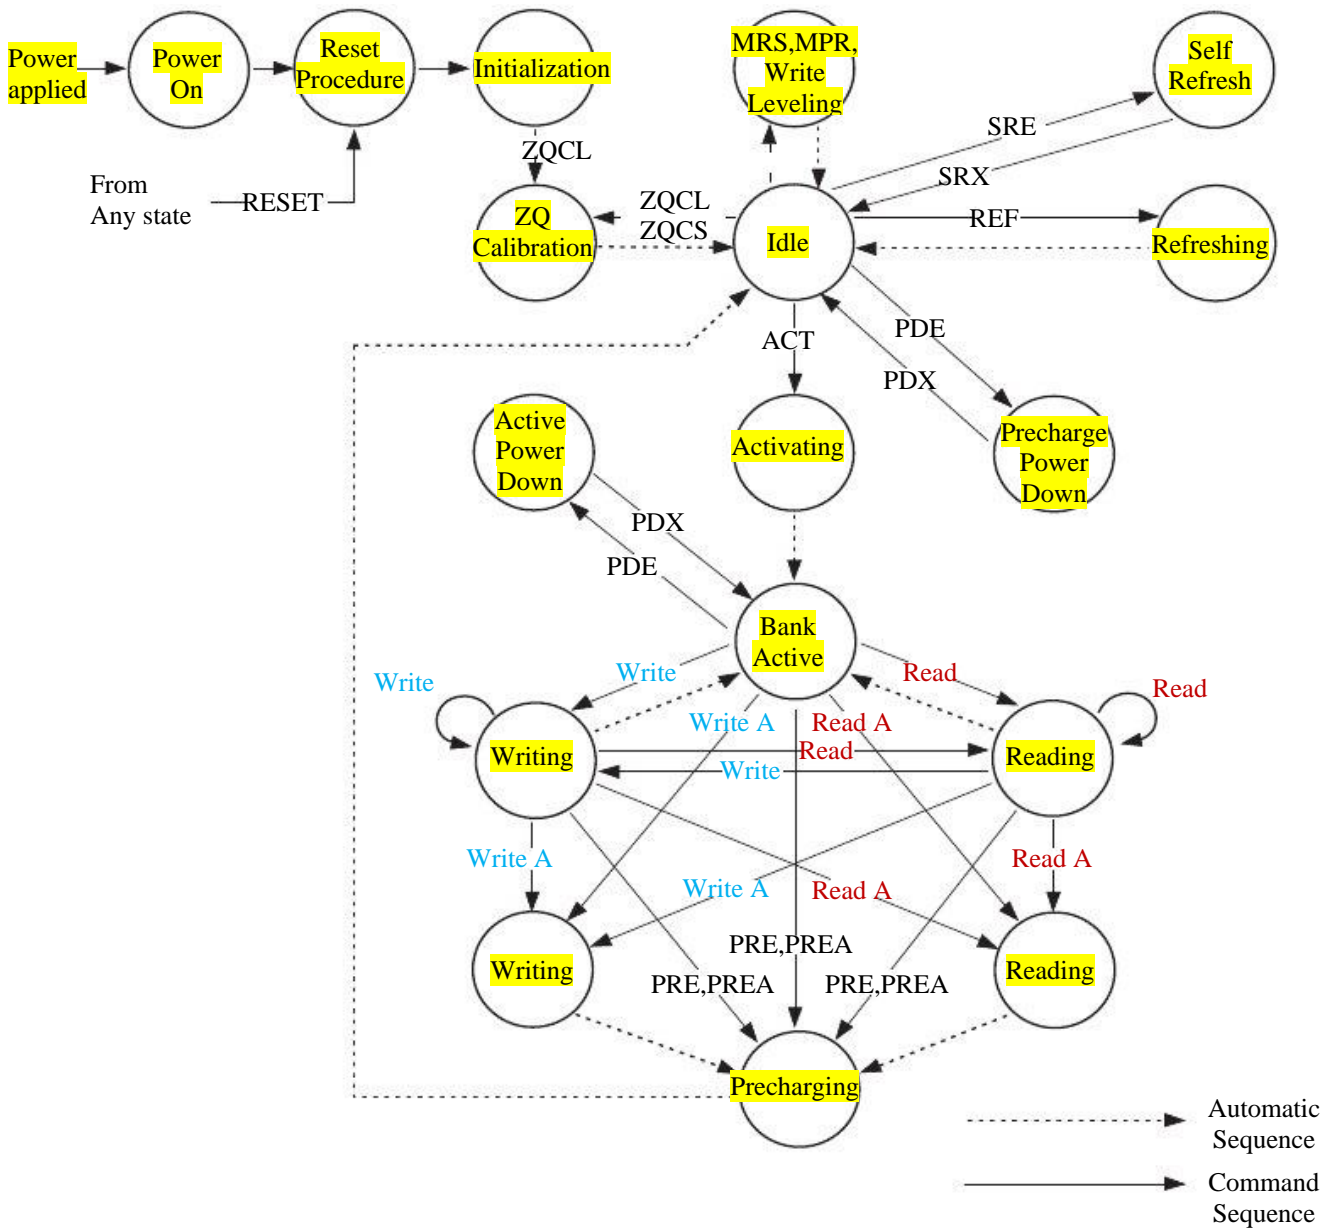 Power
applied
Power
On
Reset
Procedure
Initialization
MRS,MPR,
Write
Leveling
Self
Refresh
SRE
SRX
ZQCL
From
Any state
RESET
ZQ
Calibration
ZQCL
ZQCS
Idle
REF
Refreshing
ACT
PDE
PDX
Active
Power
Down
Activating
Precharge
Power
Down
PDX
PDE
Bank
Active
Write
Write
Read
Read
Write A
Read A
Writing
Read
Write
Reading
Write A
Write A
Read A
Read A
Writing
PRE,PREA
Reading
PRE,PREA
PRE,PREA
Precharging
Automatic
Sequence
Command
Sequence